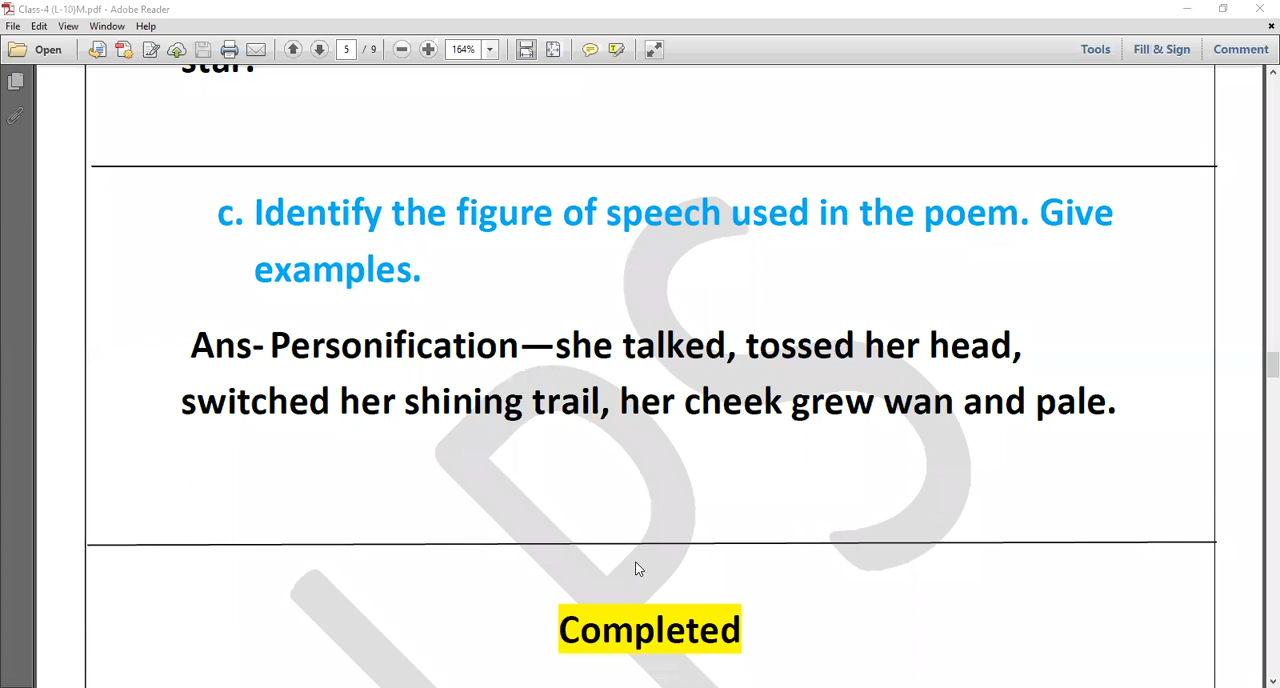 Class-4 (L-10)M.pdf - Adobe Reader
File Edit View Window Help
Open 5 / 9 164% Tools Fill & Sign Comment
star.
c. Identify the figure of speech used in the poem. Give
examples.
Ans- Personification—she talked, tossed her head,
switched her shining trail, her cheek grew wan and pale.
Completed